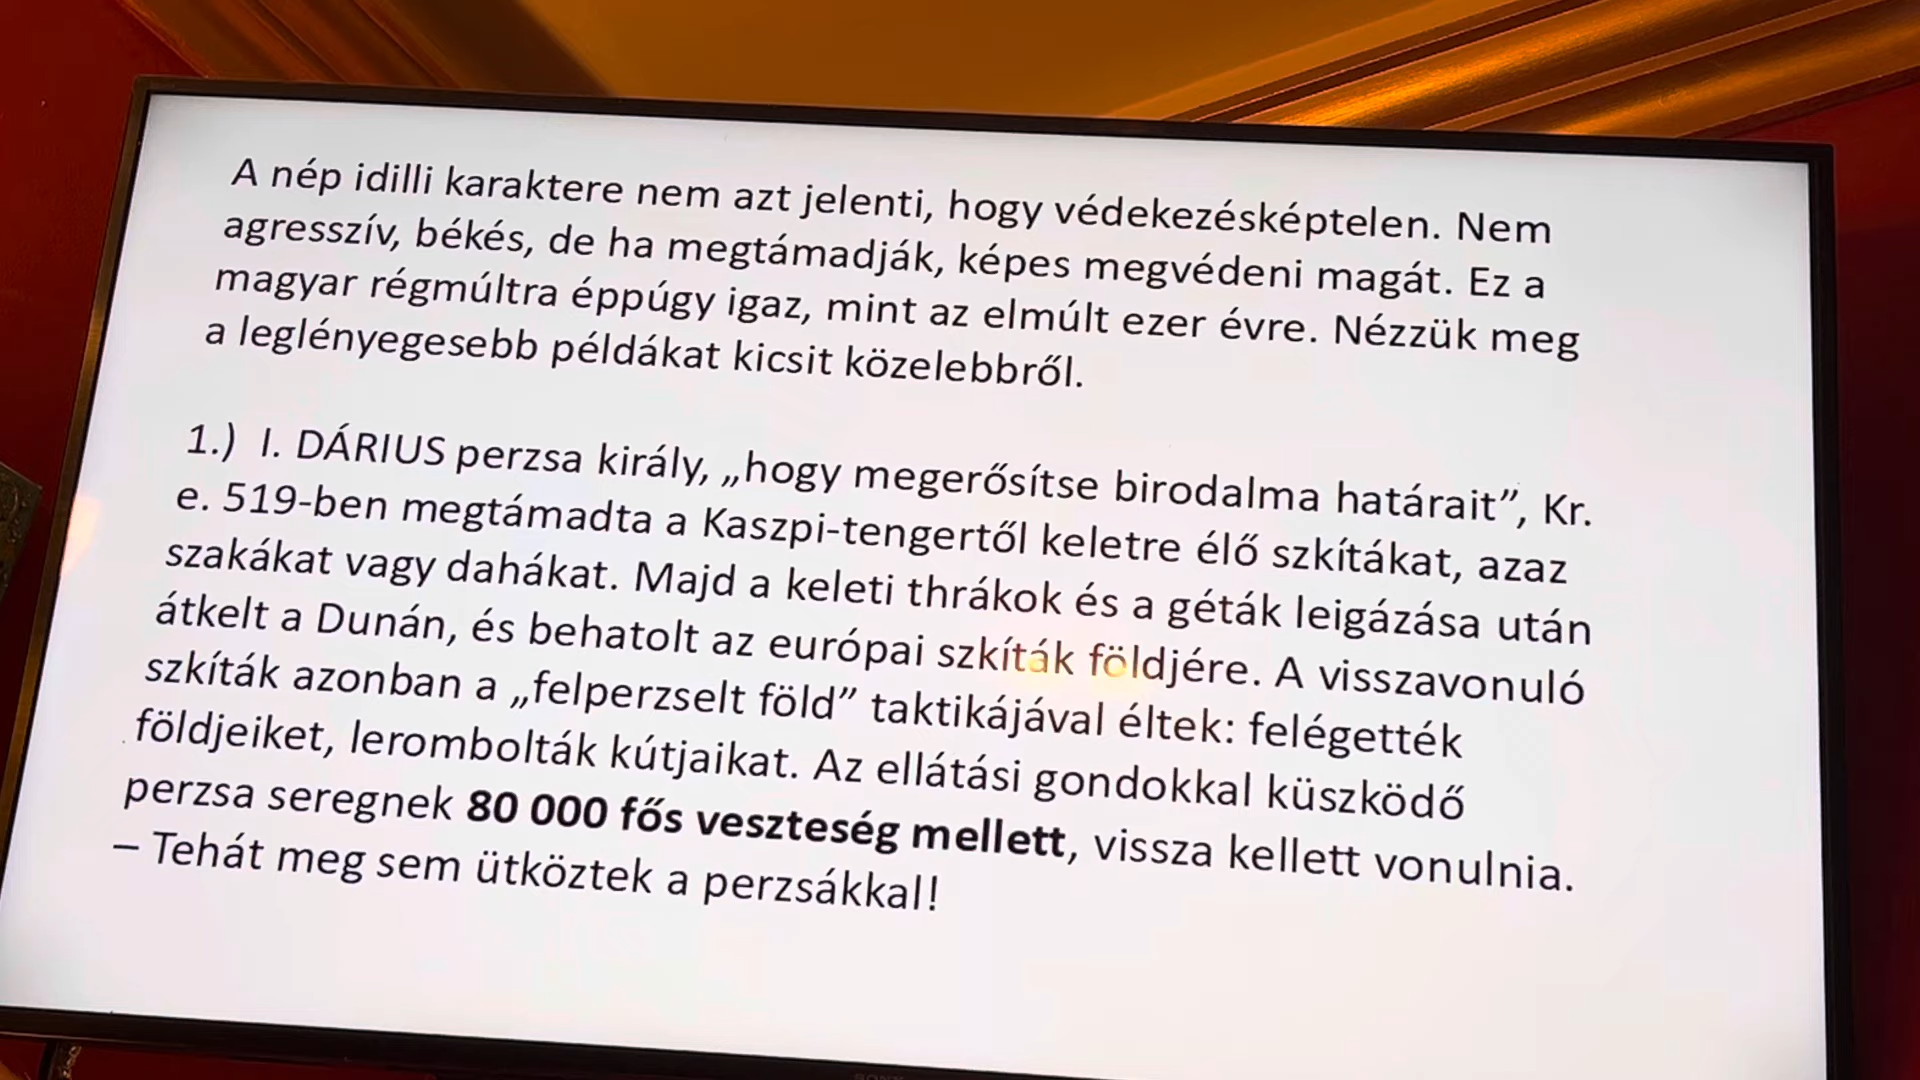 A nép idilli karaktere nem azt jelenti, hogy védekezésképtelen. Nem
agresszív, békés, de ha megtámadják, képes megvédeni magát. Ez a
magyar régmúltra éppúgy igaz, mint az elmúlt ezer évre. Nézzük meg
a leglényegesebb példákat kicsit közelebbről.
1.) I. DÁRIUS perzsa király, „hogy megerősítse birodalma határait”, Kr.
e. 519-ben megtámadta a Kaszpi-tengertől keletre élő szkítákat, azaz
szakákat vagy dahákat. Majd a keleti thrákok és a géták leigázása után
átkelt a Dunán, és behatolt az európai szkíták földjére. A visszavonuló
szkíták azonban a „felperzselt föld” taktikájával éltek: felégették
földjeiket, lerombolták kútjaikat. Az ellátási gondokkal küszködő
perzsa seregnek 80 000 fős veszteség mellett, vissza kellett vonulnia.
– Tehát meg sem ütköztek a perzsákkal!
SONY